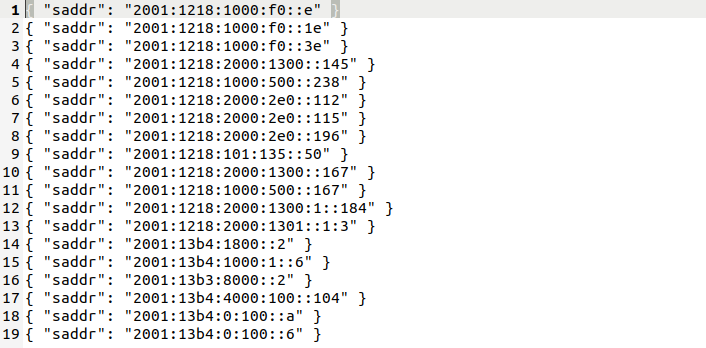 1 { "saddr": "2001:1218:1000:f0::e" }
2 { "saddr": "2001:1218:1000:f0::1e" }
3 { "saddr": "2001:1218:1000:f0::3e" }
4 { "saddr": "2001:1218:2000:1300::145" }
5 { "saddr": "2001:1218:1000:500::238" }
6 { "saddr": "2001:1218:2000:2e0::112" }
7 { "saddr": "2001:1218:2000:2e0::115" }
8 { "saddr": "2001:1218:2000:2e0::196" }
9 { "saddr": "2001:1218:101:135::50" }
10 { "saddr": "2001:1218:2000:1300::167" }
11 { "saddr": "2001:1218:1000:500::167" }
12 { "saddr": "2001:1218:2000:1300:1::184" }
13 { "saddr": "2001:1218:2000:1301::1:3" }
14 { "saddr": "2001:13b4:1800::2" }
15 { "saddr": "2001:13b4:1000:1::6" }
16 { "saddr": "2001:13b3:8000::2" }
17 { "saddr": "2001:13b4:4000:100::104" }
18 { "saddr": "2001:13b4:0:100::a" }
19 { "saddr": "2001:13b4:0:100::6" }